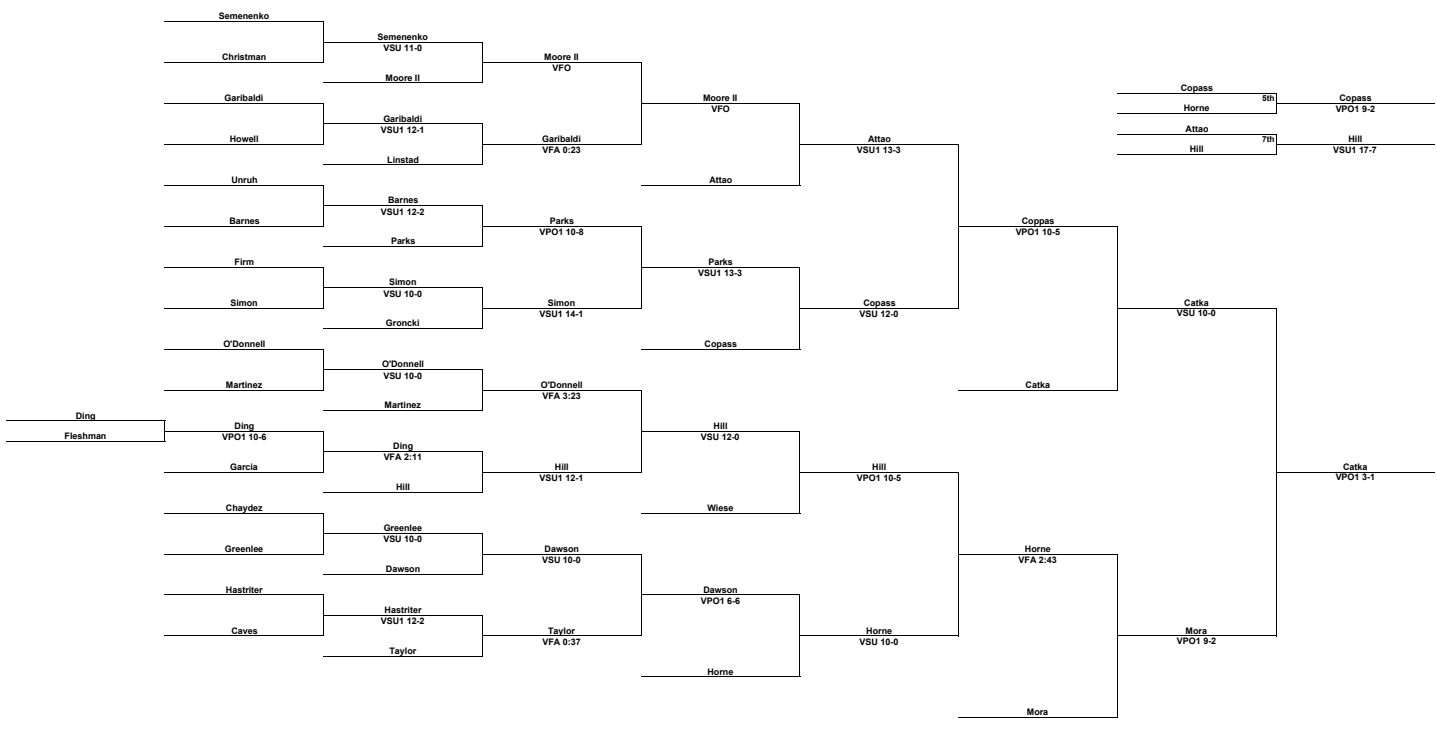 Semenenko
Christman
Garibaldi
Howell
Unruh
Barnes
Firm
Simon
O'Donnell
Martinez
Ding
Fleshman
Ding
VPO1 10-6
Garcia
Chaydez
Greenlee
Hastriter
Caves
Semenenko
VSU 11-0
Moore II
Garibaldi
VSU1 12-1
Linstad
Barnes
VSU1 12-2
Parks
Simon
VSU 10-0
Groncki
O'Donnell
VSU 10-0
Martinez
Ding
VFA 2:11
Hill
Greenlee
VSU 10-0
Dawson
Hastriter
VSU1 12-2
Taylor
Moore II
VFO
Garibaldi
VFA 0:23
Parks
VPO1 10-8
Simon
VSU1 14-1
O'Donnell
VFA 3:23
Hill
VSU1 12-1
Dawson
VSU 10-0
Taylor
VFA 0:37
Moore II
VFO
Attao
Parks
VSU1 13-3
Copass
Hill
VSU 12-0
Wiese
Dawson
VPO1 6-6
Horne
Attao
VSU1 13-3
Copass
VSU 12-0
Hill
VPO1 10-5
Horne
VSU 10-0
Coppas
VPO1 10-5
Catka
Horne
VFA 2:43
Mora
Catka
VSU 10-0
Mora
VPO1 9-2
Catka
VPO1 3-1
Copass
5th
Horne
Copass
VPO1 9-2
Attao
7th
Hill
Hill
VSU1 17-7